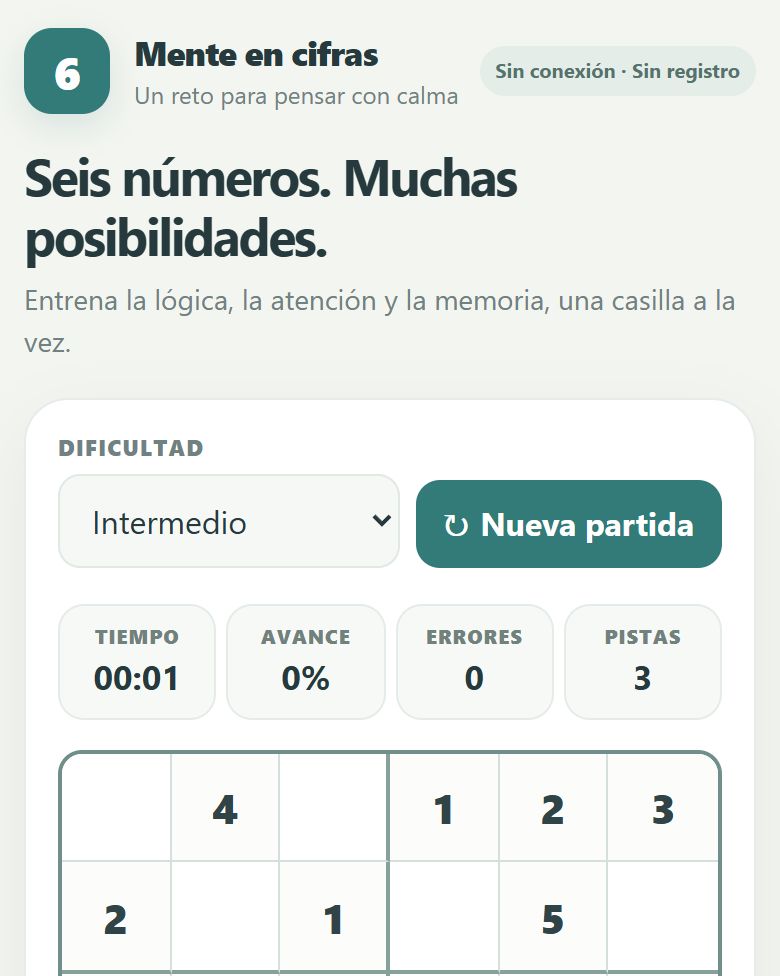 6
Mente en cifras
Un reto para pensar con calma
Sin conexión · Sin registro
Seis números. Muchas
posibilidades.
Entrena la lógica, la atención y la memoria, una casilla a la
vez.
DIFICULTAD
Intermedio
↻ Nueva partida
TIEMPO AVANCE ERRORES PISTAS
00:01 0% 0 3
4 1 2 3
2 1 5